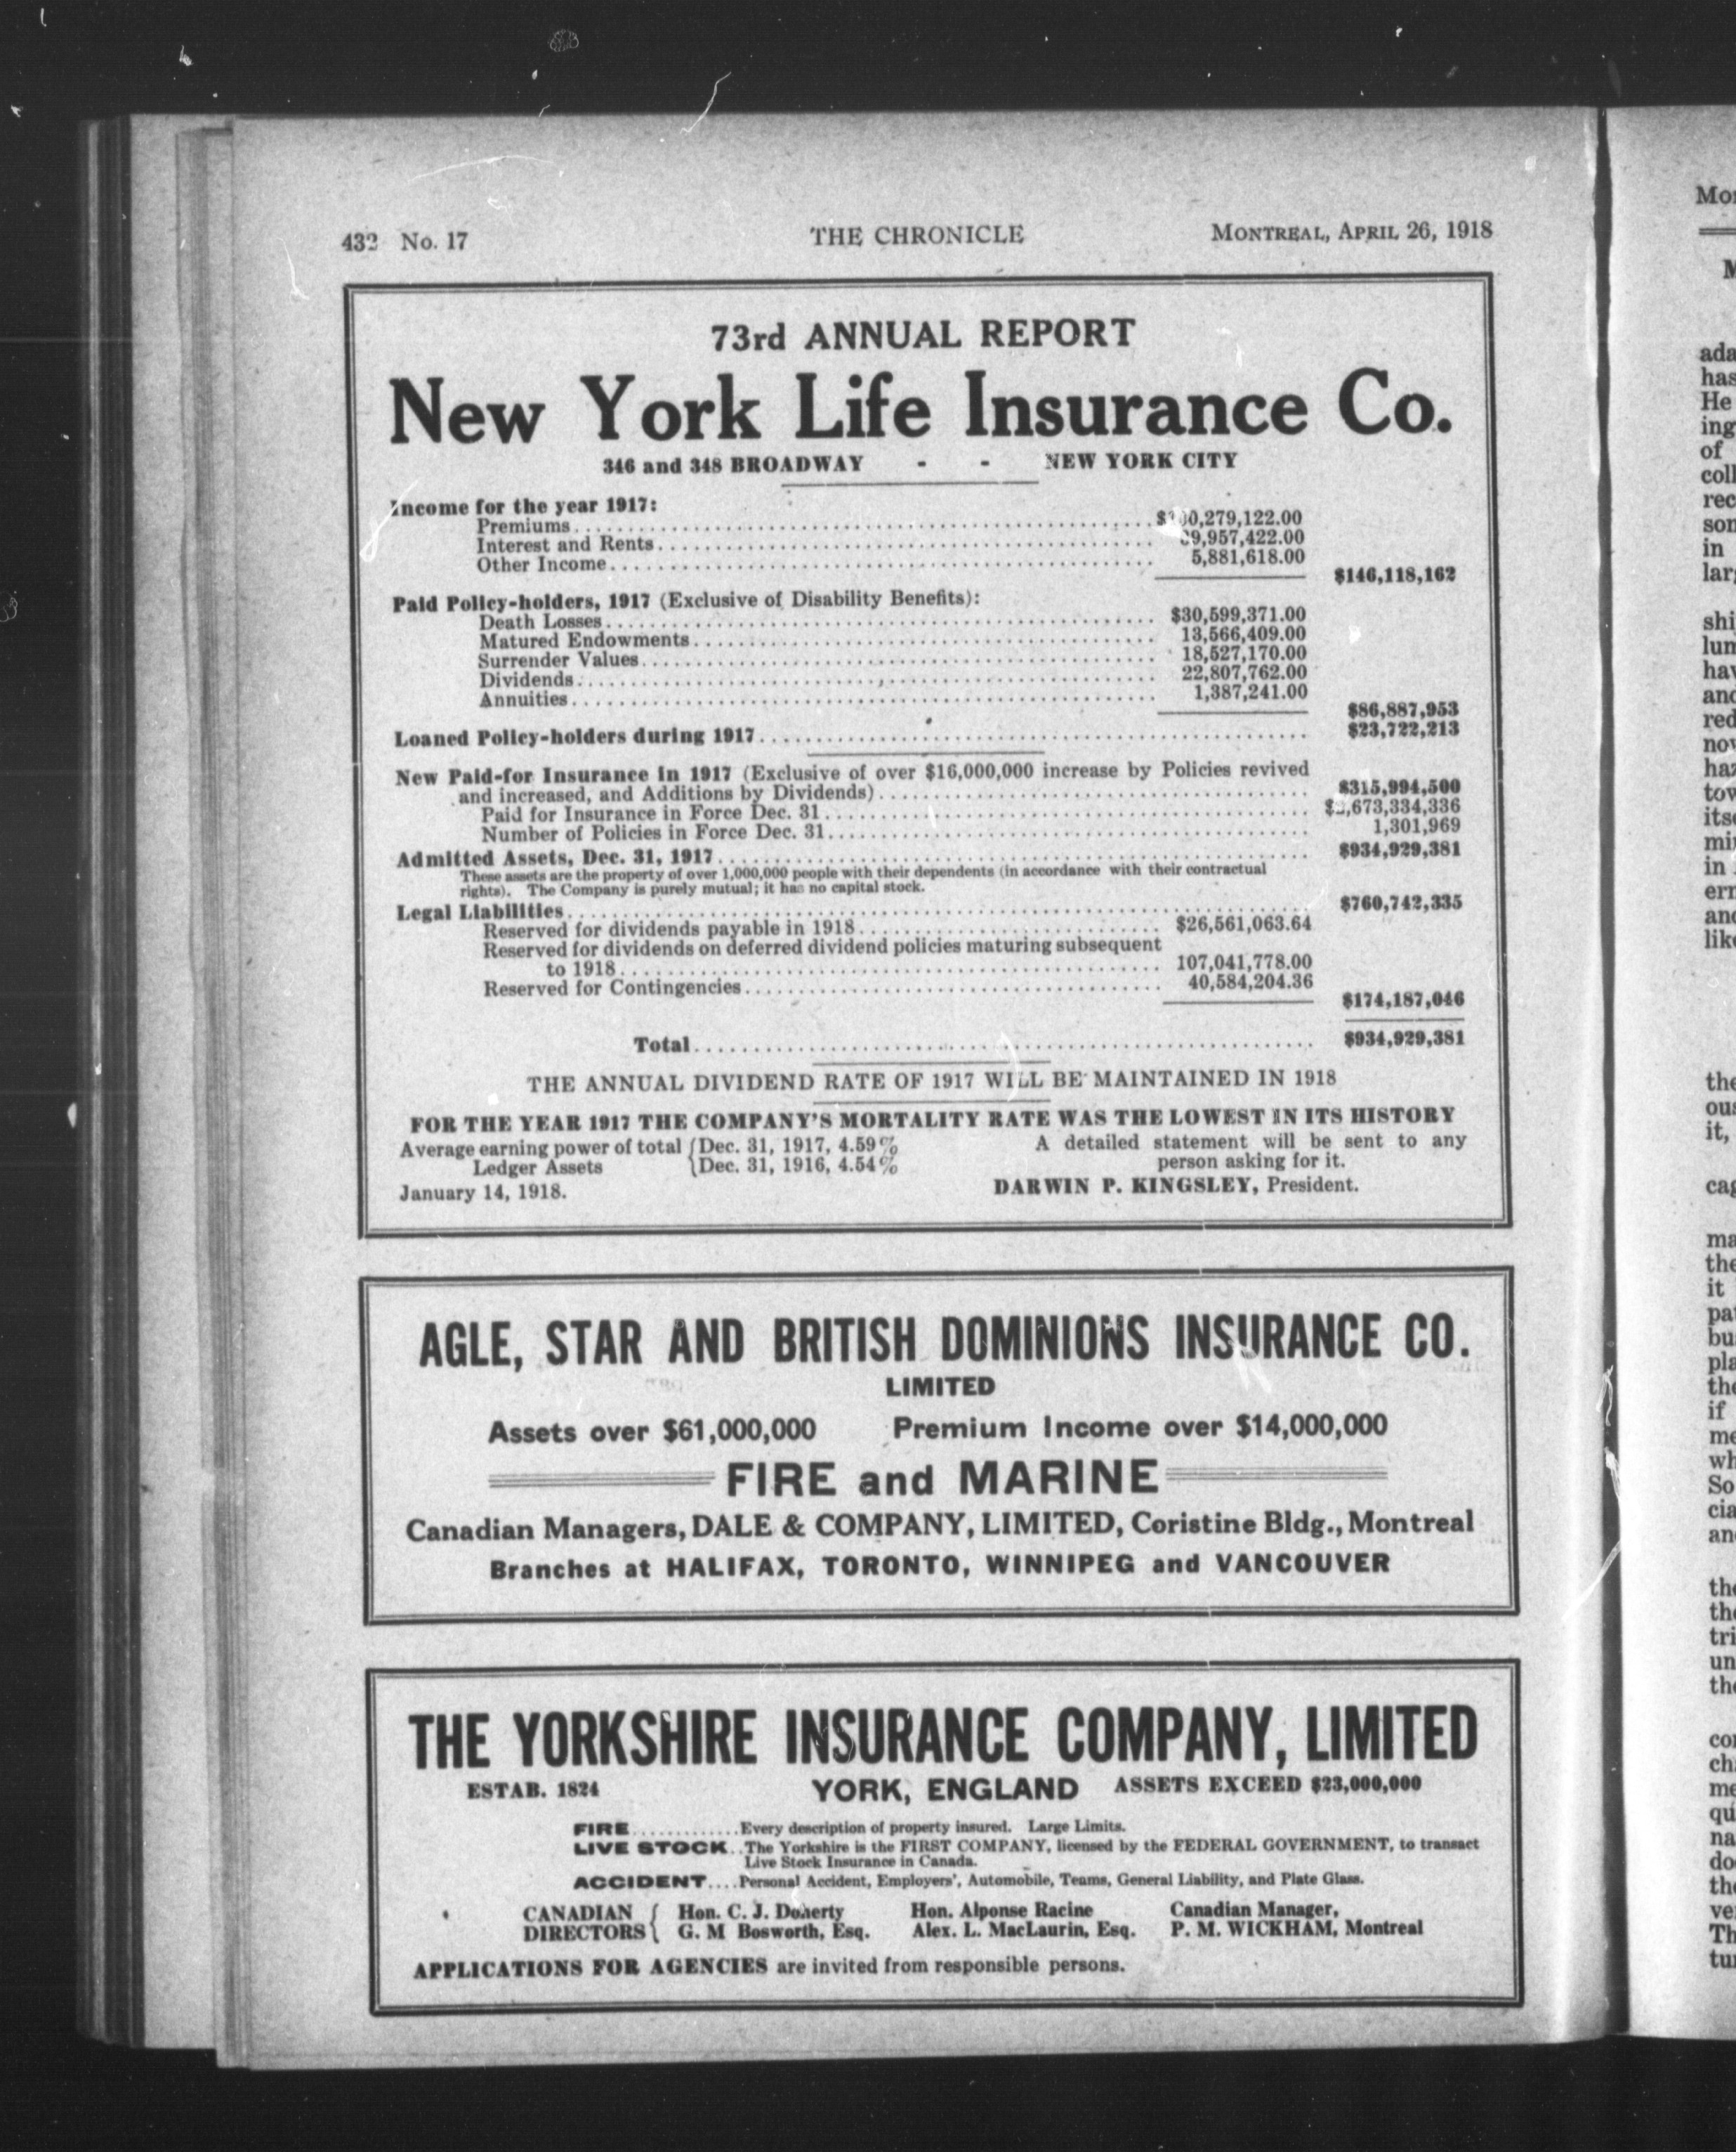 432 No. 17 THE CHRONICLE MONTREAL, APRIL 26, 1918
73rd ANNUAL REPORT
New York Life Insurance Co.
346 and 348 BROADWAY - - NEW YORK CITY
Income for the year 1917:
Premiums
Interest and Rents
Other Income 5,881,618.00
$146,118,162
Paid Policy-holders, 1917 (Exclusive of Disability Benefits):
Death Losses $30,599,371.00
Matured Endowments 13,566,409.00
Surrender Values 18,527,170.00
Dividends 22,807,762.00
Annuities 1,387,241.00
$86,887,953
Loaned Policy-holders during 1917 $23,722,213
New Paid-for Insurance in 1917 (Exclusive of over $16,000,000 increase by Policies revived
and increased, and Additions by Dividends) $315,994,500
Paid for Insurance in Force Dec. 31
Number of Policies in Force Dec. 31 1,301,969
Admitted Assets, Dec. 31, 1917 $934,929,381
These assets are the property of over 1,000,000 people with their dependents (in accordance with their contractual
rights). The Company is purely mutual; it has no capital stock.
Legal Liabilities $760,742,335
Reserved for dividends payable in 1918 $26,561,063.64
Reserved for dividends on deferred dividend policies maturing subsequent
to 1918 107,041,778.00
Reserved for Contingencies 40,584,204.36
$174,187,046
Total $934,929,381
THE ANNUAL DIVIDEND RATE OF 1917 WILL BE MAINTAINED IN 1918
FOR THE YEAR 1917 THE COMPANY'S MORTALITY RATE WAS THE LOWEST IN ITS HISTORY
Average earning power of total {Dec. 31, 1917, 4.59% A detailed statement will be sent to any
Ledger Assets {Dec. 31, 1916, 4.54% person asking for it.
January 14, 1918. DARWIN P. KINGSLEY, President.
AGLE, STAR AND BRITISH DOMINIONS INSURANCE CO.
LIMITED
Assets over $61,000,000 Premium Income over $14,000,000
FIRE and MARINE
Canadian Managers, DALE & COMPANY, LIMITED, Coristine Bldg., Montreal
Branches at HALIFAX, TORONTO, WINNIPEG and VANCOUVER
THE YORKSHIRE INSURANCE COMPANY, LIMITED
ESTAB. 1824 YORK, ENGLAND ASSETS EXCEED $23,000,000
FIRE Every description of property insured. Large Limits.
LIVE STOCK The Yorkshire is the FIRST COMPANY, licensed by the FEDERAL GOVERNMENT, to transact
Live Stock Insurance in Canada.
ACCIDENT Personal Accident, Employers', Automobile, Teams, General Liability, and Plate Glass.
CANADIAN { Hon. C. J. Doherty Hon. Alponse Racine Canadian Manager,
DIRECTORS { G. M Bosworth, Esq. Alex. L. MacLaurin, Esq. P. M. WICKHAM, Montreal
APPLICATIONS FOR AGENCIES are invited from responsible persons.